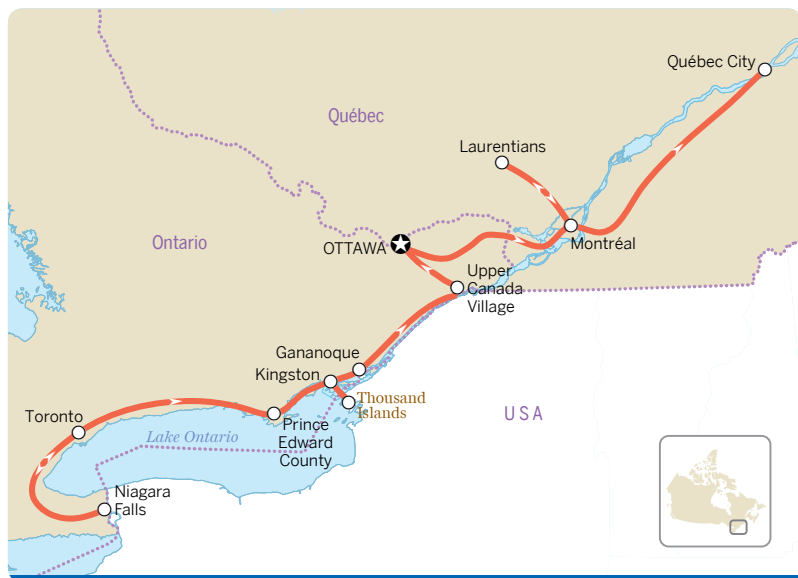 Québec City
Québec
Laurentians
Ontario
OTTAWA
Montréal
Upper
Canada
Village
Gananoque
Kingston
Thousand
Islands
Toronto
USA
Prince
Edward
County
Lake Ontario
Niagara
Falls